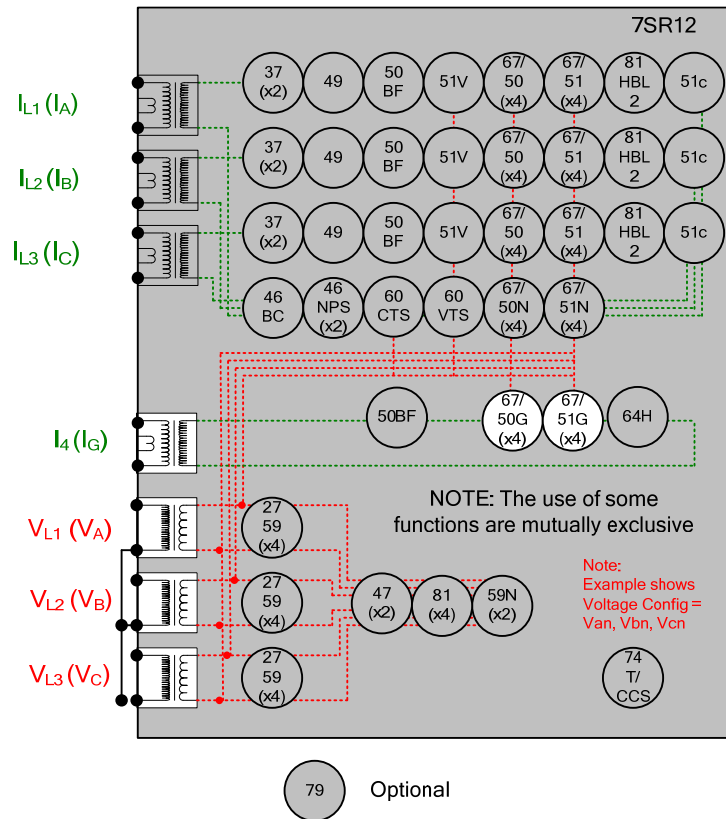 7SR12
IL1 (IA)
37 (x2)
49
50 BF
51V
67/ 50 (x4)
67/ 51 (x4)
81 HBL 2
51c
IL2 (IB)
37 (x2)
49
50 BF
51V
67/ 50 (x4)
67/ 51 (x4)
81 HBL 2
51c
IL3 (IC)
37 (x2)
49
50 BF
51V
67/ 50 (x4)
67/ 51 (x4)
81 HBL 2
51c
46 BC
46 NPS (x2)
60 CTS
60 VTS
67/ 50N (x4)
67/ 51N (x4)
I4 (IG)
50BF
67/ 50G (x4)
67/ 51G (x4)
64H
NOTE: The use of some
functions are mutually exclusive
VL1 (VA)
27 59 (x4)
Note:
Example shows
Voltage Config =
Van, Vbn, Vcn
VL2 (VB)
27 59 (x4)
47 (x2)
81 (x4)
59N (x2)
VL3 (VC)
27 59 (x4)
74 T/ CCS
79
Optional